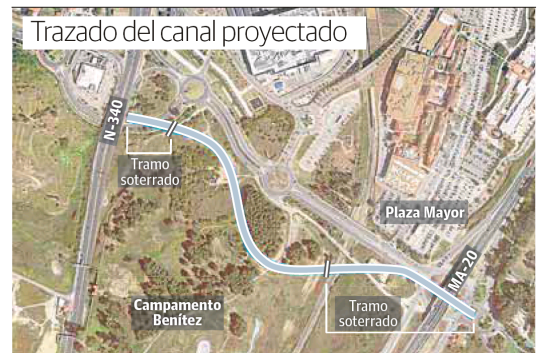 Trazado del canal proyectado
N-340
Tramo
soterrado
Plaza Mayor
MA-20
Campamento
Benítez
Tramo
soterrado